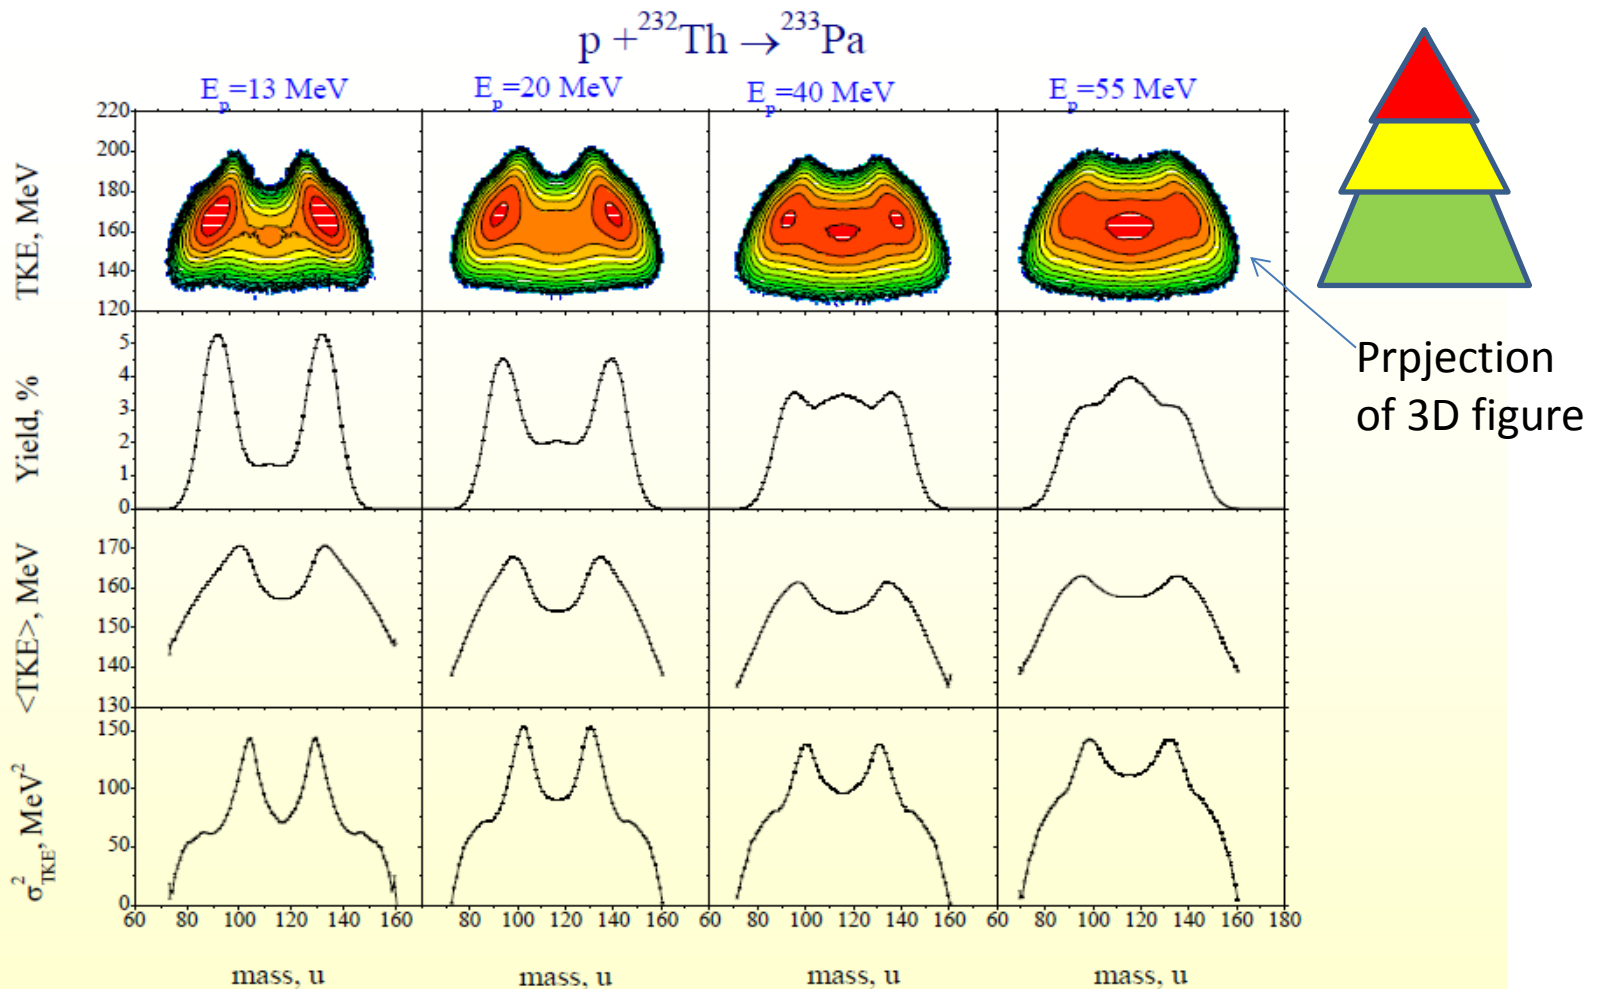 p + ²³²Th → ²³³Pa
Eₚ=13 MeV
Eₚ=20 MeV
Eₚ=40 MeV
Eₚ=55 MeV
TKE, MeV
220
200
180
160
140
120
Prpjection
of 3D figure
Yield, %
5
4
3
2
1
0
<TKE>, MeV
170
160
150
140
130
σ²TKE, MeV²
150
100
50
0
60 80 100 120 140 160 60 80 100 120 140 160 60 80 100 120 140 160 60 80 100 120 140 160 180
mass, u
mass, u
mass, u
mass, u